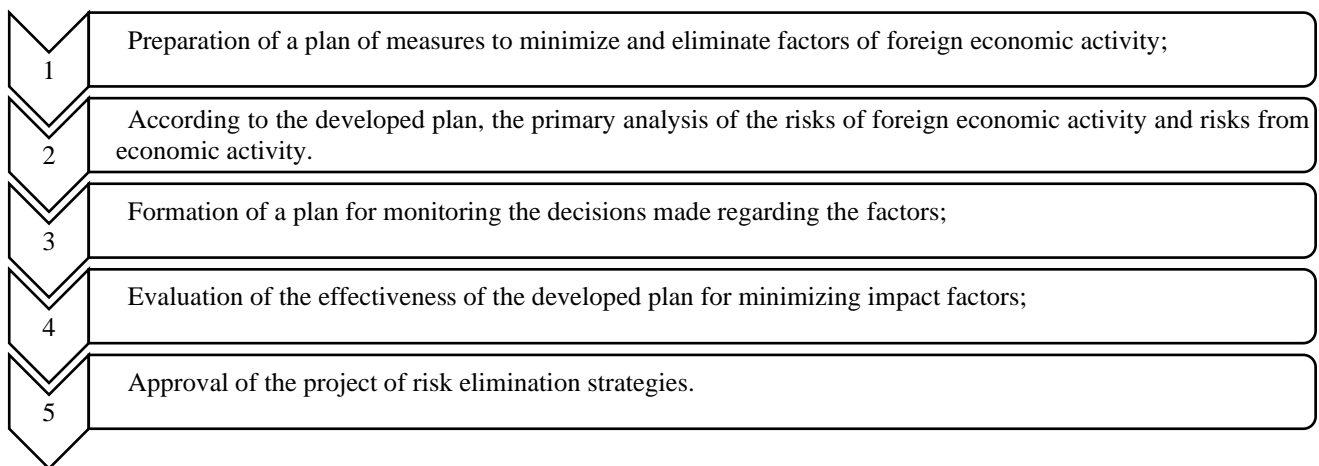 Preparation of a plan of measures to minimize and eliminate factors of foreign economic activity;
1
According to the developed plan, the primary analysis of the risks of foreign economic activity and risks from
economic activity.
2
Formation of a plan for monitoring the decisions made regarding the factors;
3
Evaluation of the effectiveness of the developed plan for minimizing impact factors;
4
Approval of the project of risk elimination strategies.
5